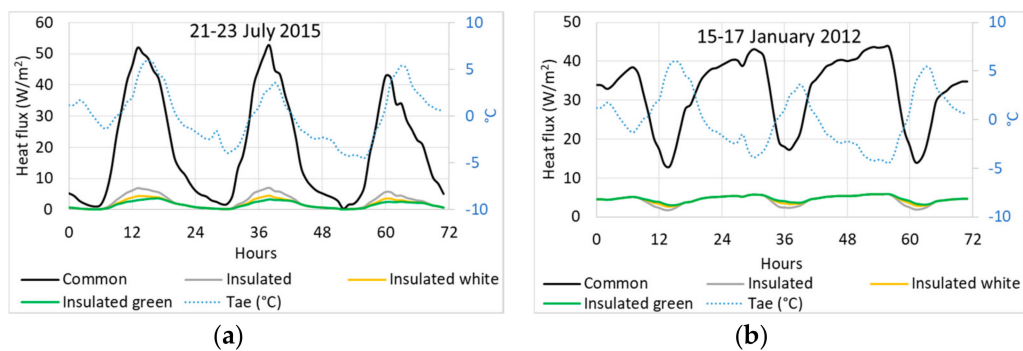 21-23 July 2015
Heat flux (W/m²)
60
50
40
30
20
10
0
10
5
0
-5
-10
°C
0 12 24 36 48 60 72
Hours
Common Insulated Insulated white
Insulated green Tae (°C)
(a)
15-17 January 2012
Heat flux (W/m²)
50
40
30
20
10
0
10
5
0
-5
-10
°C
0 12 24 36 48 60 72
Hours
Common Insulated Insulated white
Insulated green Tae (°C)
(b)